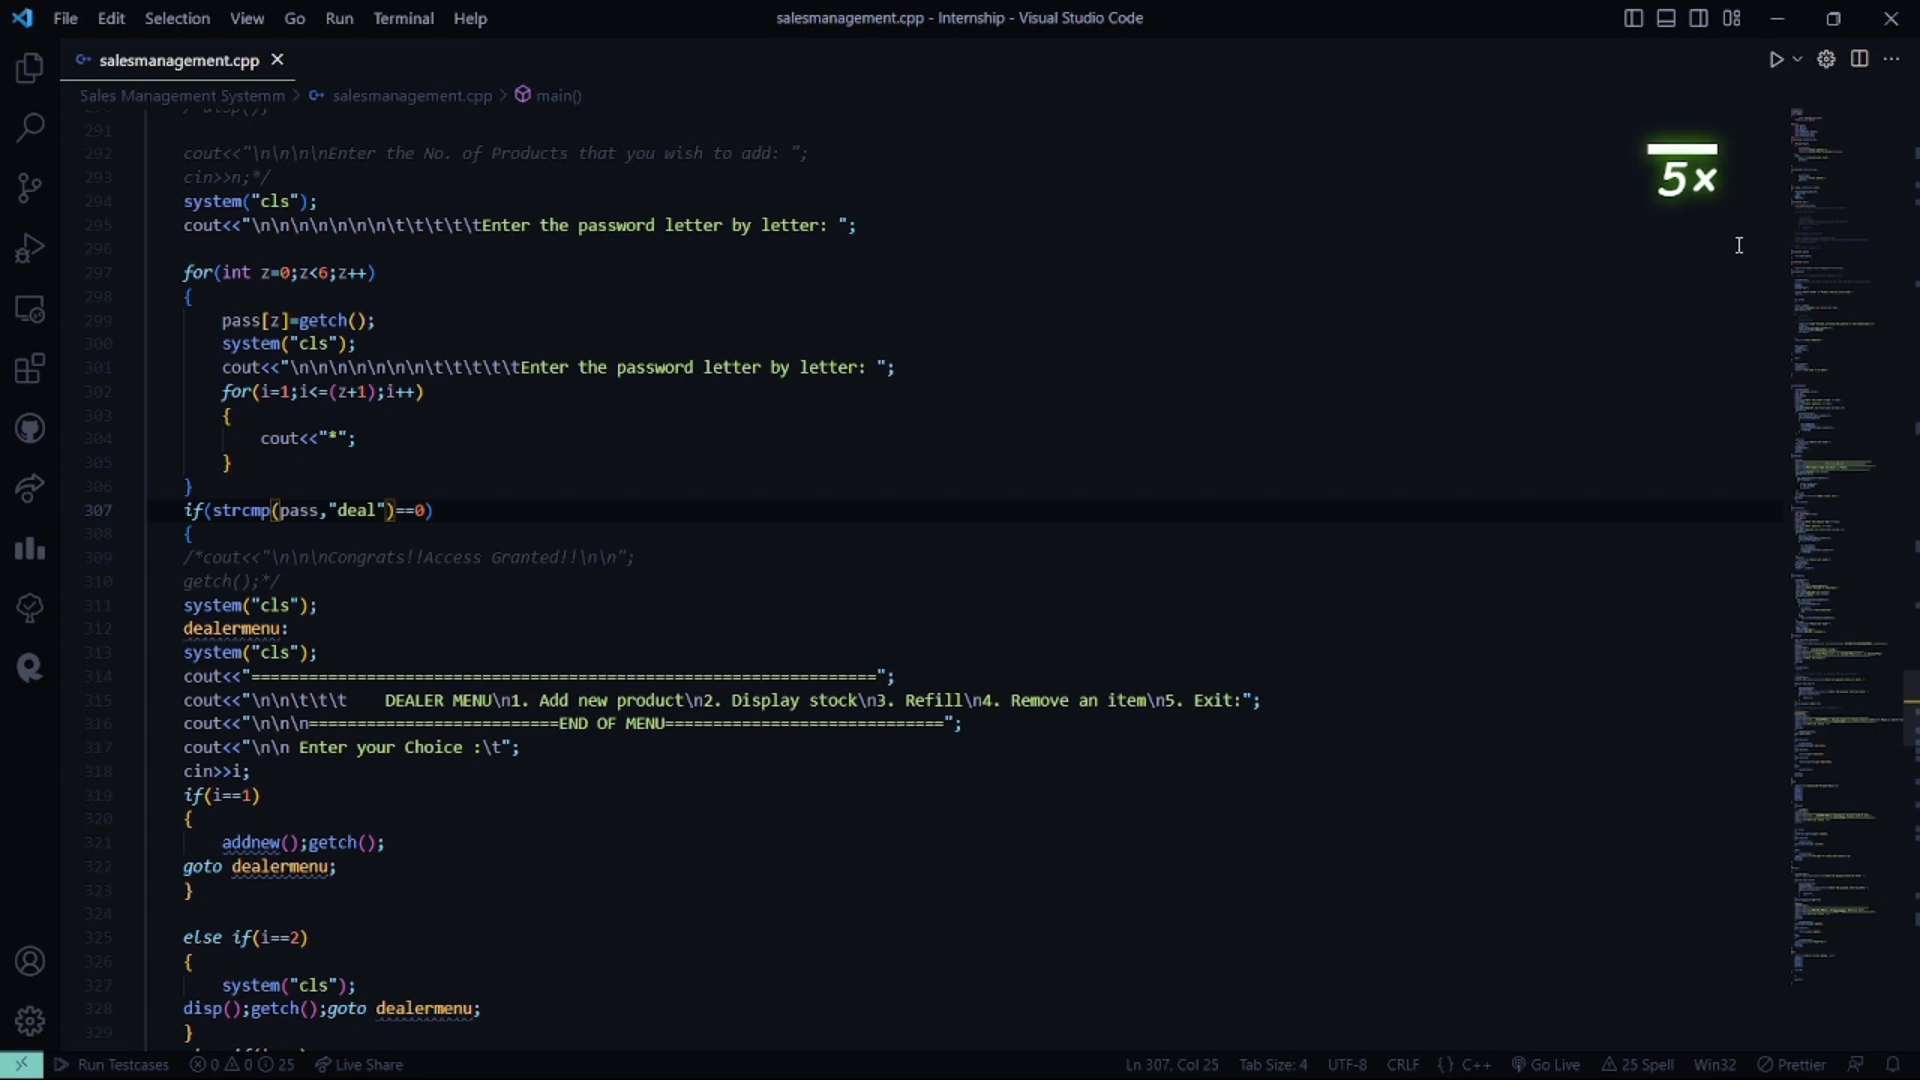 File Edit Selection View Go Run Terminal Help
salesmanagement.cpp - Internship - Visual Studio Code
salesmanagement.cpp
Sales Management Systemm > salesmanagement.cpp > main()
5x
291
292 cout<<"\n\n\n\nEnter the No. of Products that you wish to add: ";
293 cin>>n;*/
294 system("cls");
295 cout<<"\n\n\n\n\n\n\n\t\t\t\t\tEnter the password letter by letter: ";
296
297 for(int z=0;z<6;z++)
298 {
299 pass[z]=getch();
300 system("cls");
301 cout<<"\n\n\n\n\n\n\n\t\t\t\t\tEnter the password letter by letter: ";
302 for(i=1;i<=(z+1);i++)
303 {
304 cout<<"*";
305 }
306 }
307 if(strcmp(pass,"deal")==0)
308 {
309 /*cout<<"\n\n\nCongrats!!Access Granted!!\n\n";
310 getch();*/
311 system("cls");
312 dealermenu:
313 system("cls");
314 cout<<"=================================================================";
315 cout<<"\n\n\t\t\t    DEALER MENU\n1. Add new product\n2. Display stock\n3. Refill\n4. Remove an item\n5. Exit:";
316 cout<<"\n\n\n==========================END OF MENU=============================";
317 cout<<"\n\n Enter your Choice :\t";
318 cin>>i;
319 if(i==1)
320 {
321 addnew();getch();
322 goto dealermenu;
323 }
324
325 else if(i==2)
326 {
327 system("cls");
328 disp();getch();goto dealermenu;
329 }
Run Testcases 0 0 25 Live Share Ln 307, Col 25 Tab Size: 4 UTF-8 CRLF {} C++ Go Live 25 Spell Win32 Prettier